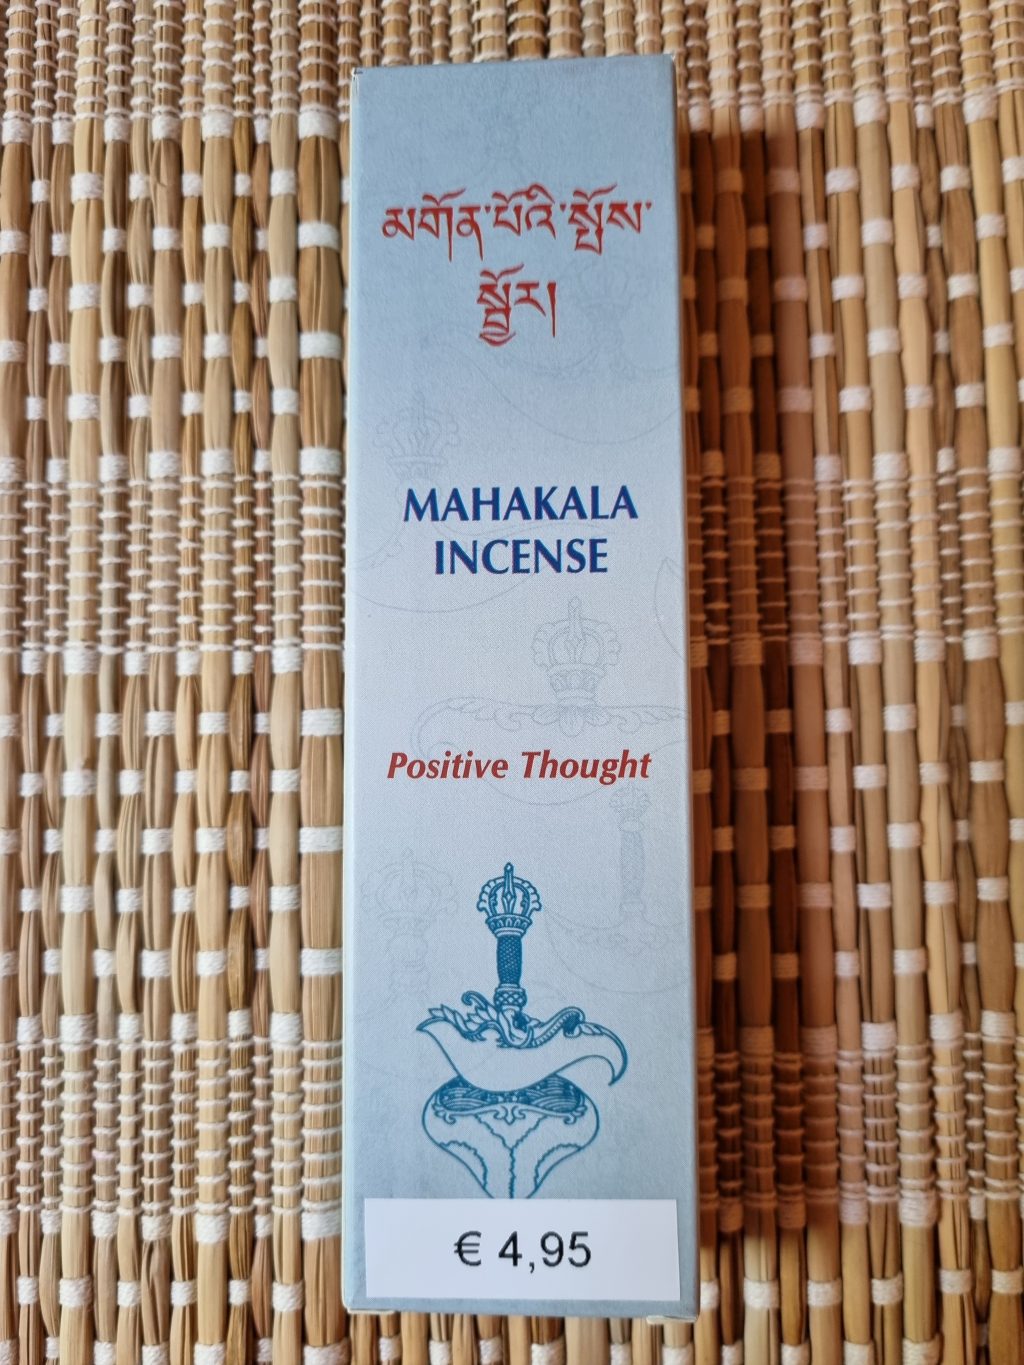 མགོན་པོའི་སྤོས་
སྦྱོར།
MAHAKALA
INCENSE
Positive Thought
€ 4,95